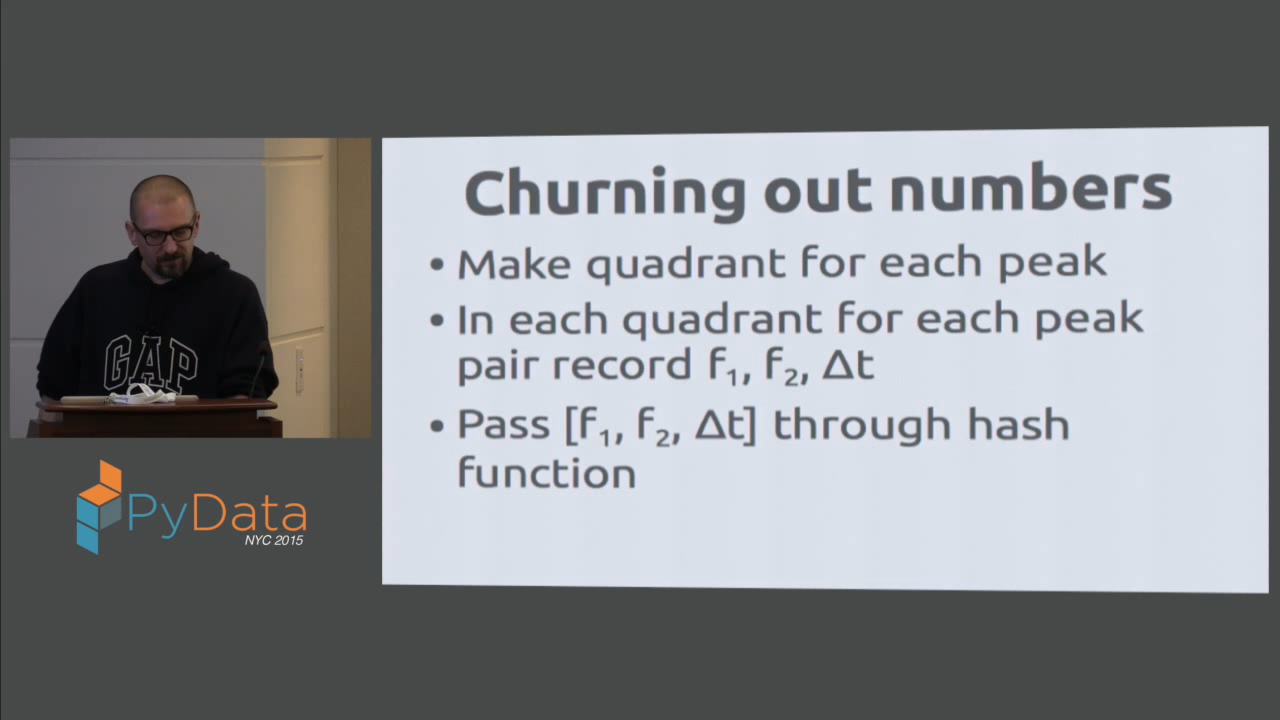 Churning out numbers
• Make quadrant for each peak
• In each quadrant for each peak
pair record f₁, f₂, Δt
• Pass [f₁, f₂, Δt] through hash
function
GAP
PyData
NYC 2015